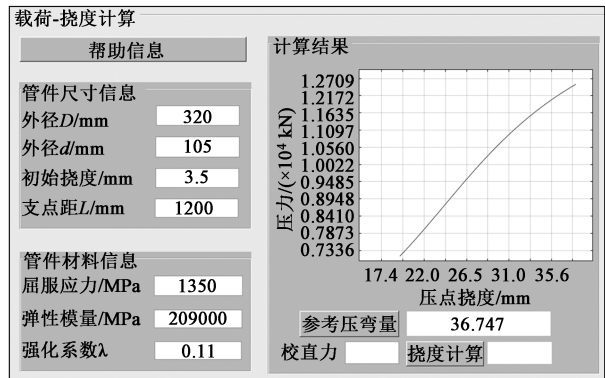 载荷-挠度计算
帮助信息
管件尺寸信息
外径D/mm 320
外径d/mm 105
初始挠度/mm 3.5
支点距L/mm 1200
管件材料信息
屈服应力/MPa 1350
弹性模量/MPa 209000
强化系数λ 0.11
计算结果
压力/(×10⁴ kN)
1.2709
1.2172
1.1635
1.1097
1.0560
1.0022
0.9485
0.8948
0.8410
0.7873
0.7336
17.4 22.0 26.5 31.0 35.6
压点挠度/mm
参考压弯量 36.747
校直力 挠度计算